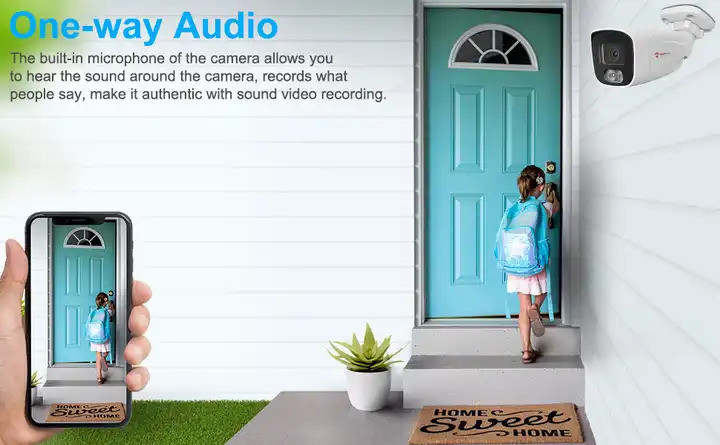 One-way Audio
The built-in microphone of the camera allows you
to hear the sound around the camera, records what
people say, make it authentic with sound video recording.
HOME
Sweet
HOME
HOME
Sweet
HOME